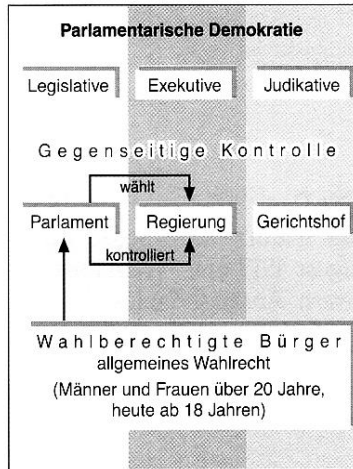 Parlamentarische Demokratie
Legislative Exekutive Judikative
Gegenseitige Kontrolle
wählt
Parlament Regierung Gerichtshof
kontrolliert
Wahlberechtigte Bürger
allgemeines Wahlrecht
(Männer und Frauen über 20 Jahre,
heute ab 18 Jahren)